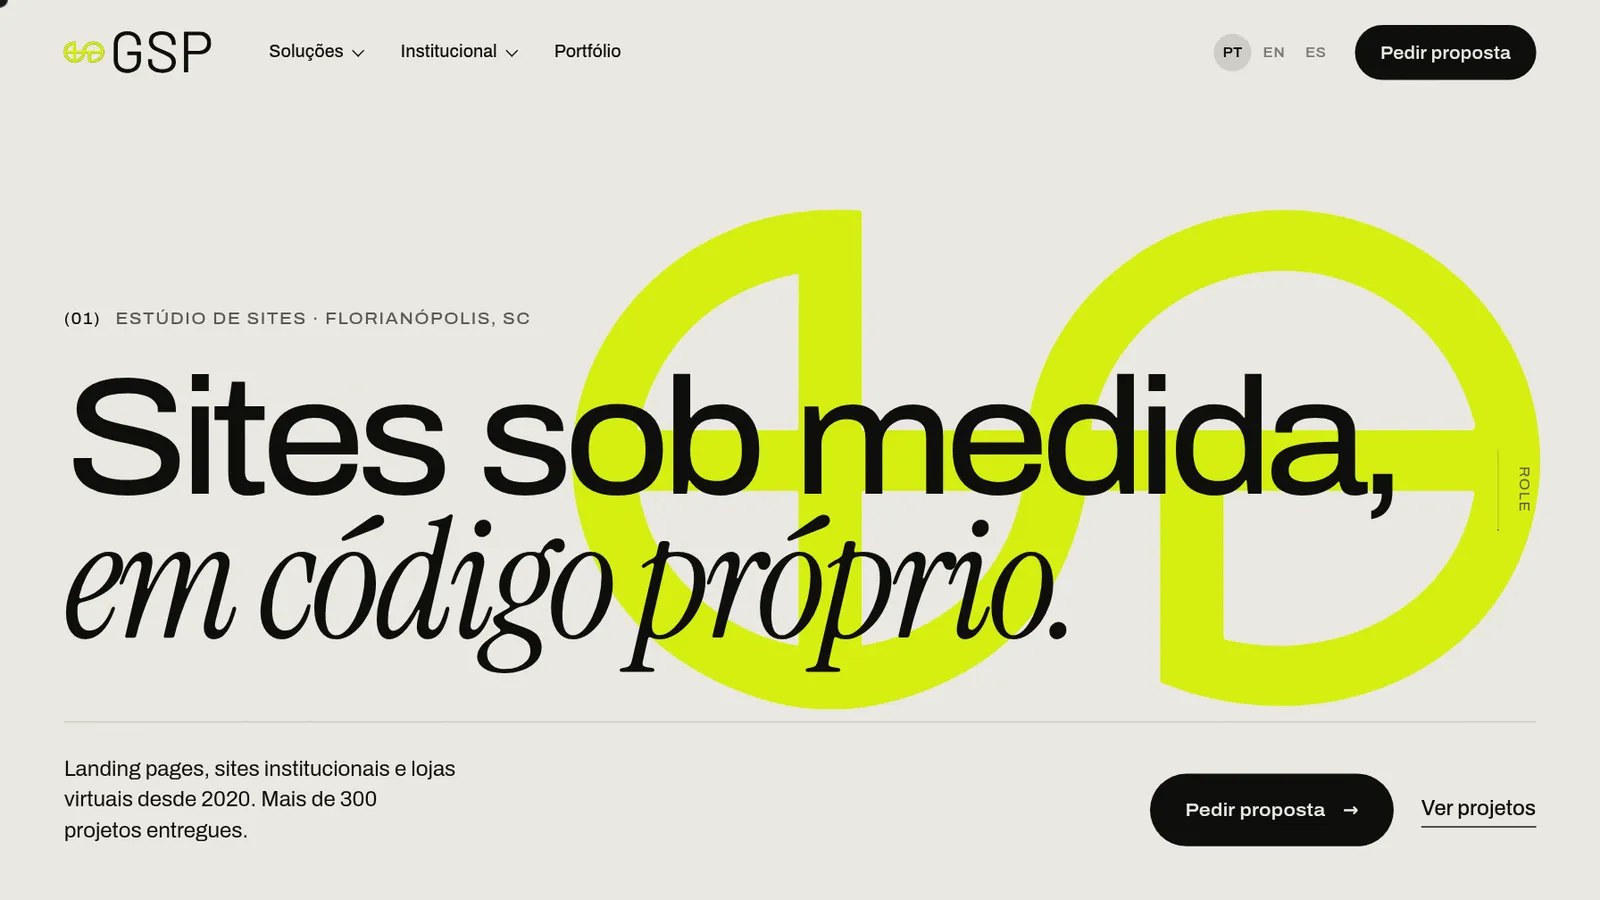 GSP
Soluções
Institucional
Portfólio
PT
EN
ES
Pedir proposta
(01) ESTÚDIO DE SITES · FLORIANÓPOLIS, SC
Sites sob medida,
em código próprio.
ROLE
Landing pages, sites institucionais e lojas
virtuais desde 2020. Mais de 300
projetos entregues.
Pedir proposta →
Ver projetos